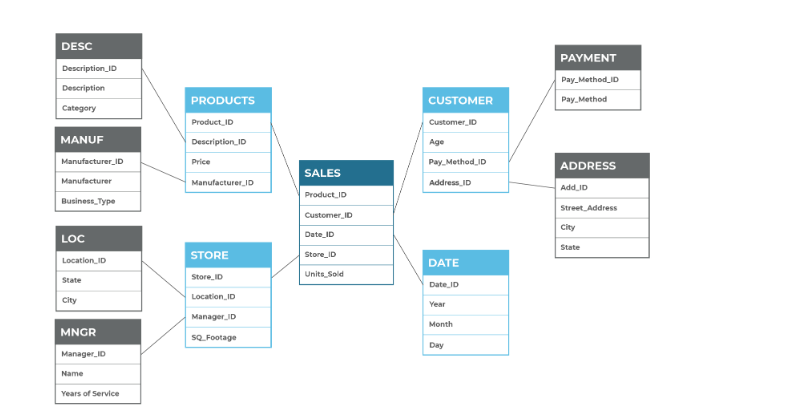 DESC
Description_ID
Description
Category
MANUF
Manufacturer_ID
Manufacturer
Business_Type
LOC
Location_ID
State
City
MNGR
Manager_ID
Name
Years of Service
PRODUCTS
Product_ID
Description_ID
Price
Manufacturer_ID
STORE
Store_ID
Location_ID
Manager_ID
SQ_Footage
SALES
Product_ID
Customer_ID
Date_ID
Store_ID
Units_Sold
CUSTOMER
Customer_ID
Age
Pay_Method_ID
Address_ID
DATE
Date_ID
Year
Month
Day
PAYMENT
Pay_Method_ID
Pay_Method
ADDRESS
Add_ID
Street_Address
City
State